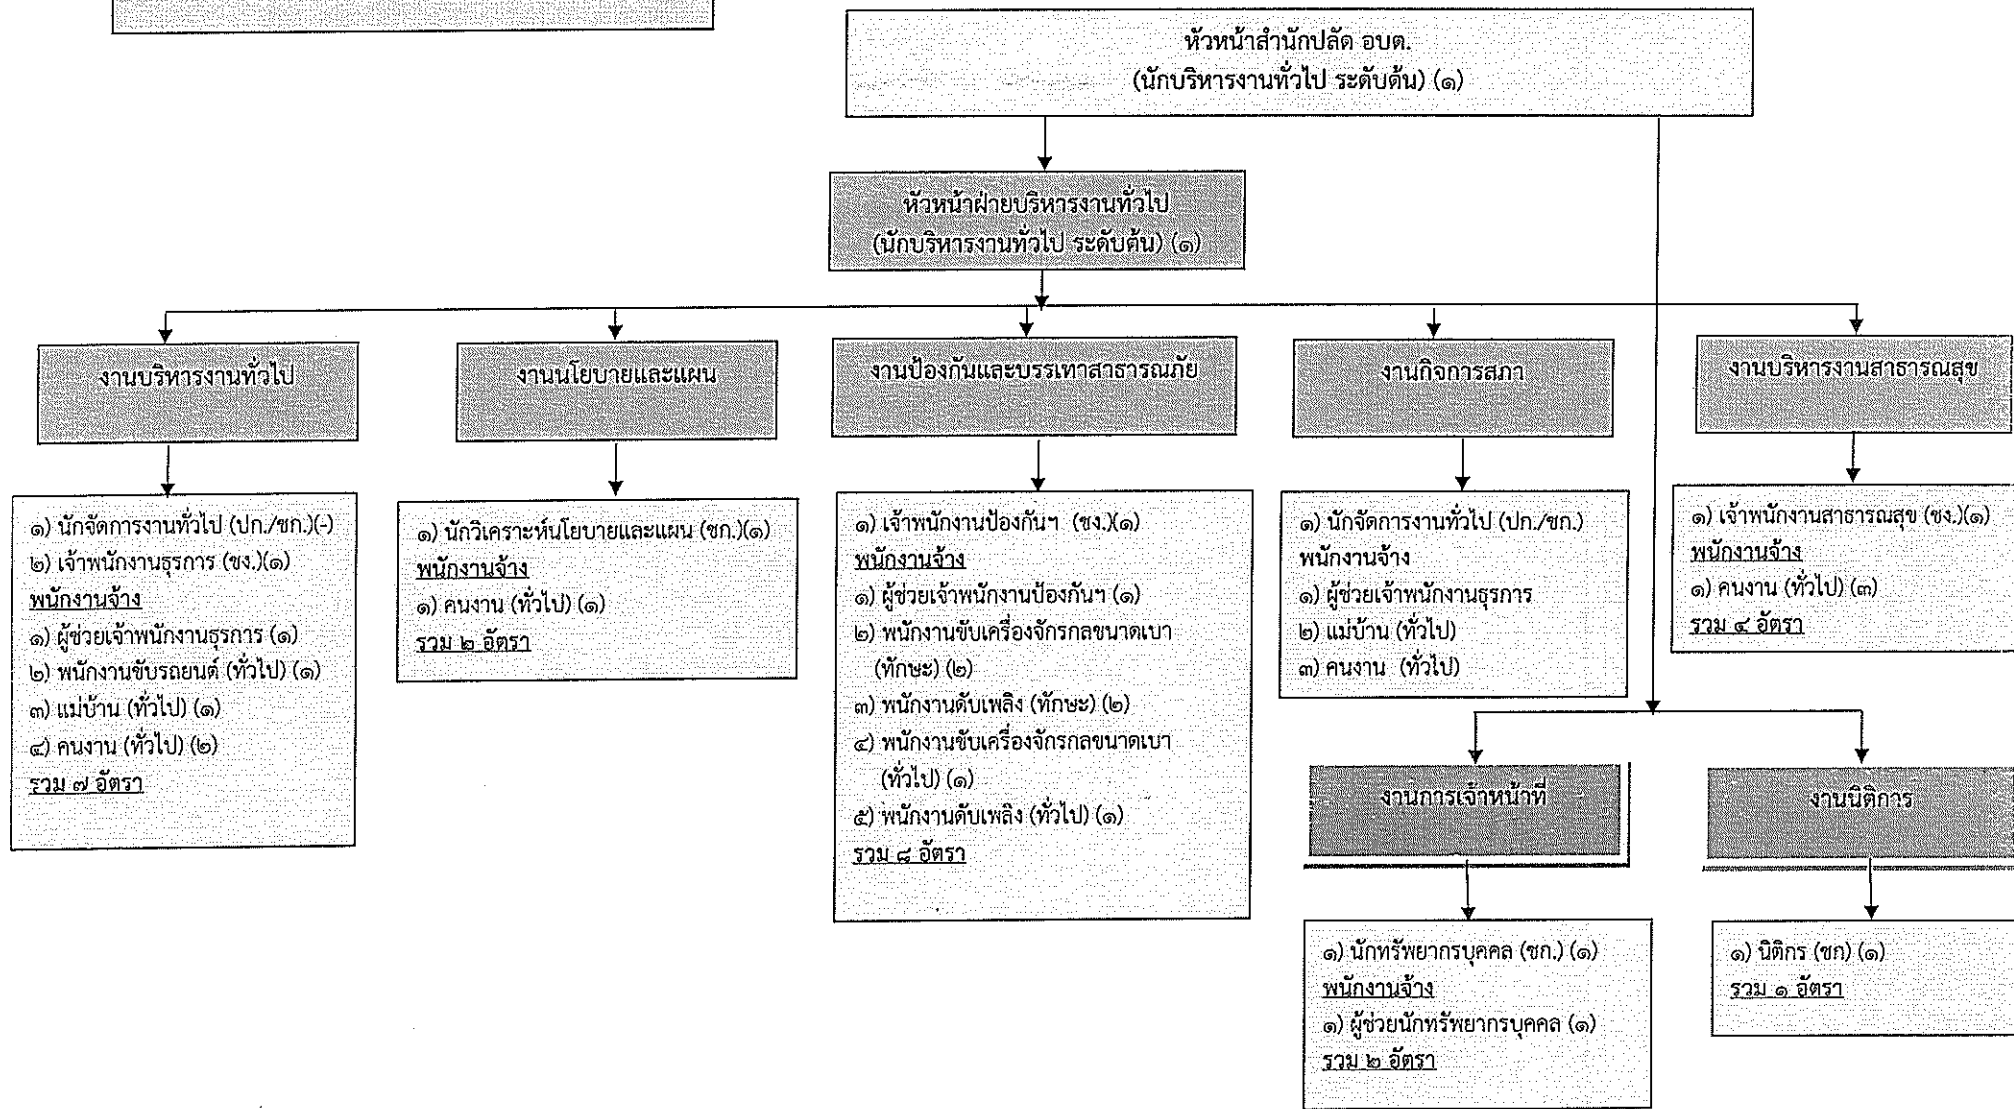 หัวหน้าสำนักปลัด อบต.
(นักบริหารงานทั่วไป ระดับต้น) (๑)
หัวหน้าฝ่ายบริหารงานทั่วไป
(นักบริหารงานทั่วไป ระดับต้น) (๑)
งานบริหารงานทั่วไป
งานนโยบายและแผน
งานป้องกันและบรรเทาสาธารณภัย
งานกิจการสภา
งานบริหารงานสาธารณสุข
๑) นักจัดการงานทั่วไป (ปก./ชก.)(-)
๒) เจ้าพนักงานธุรการ (ชง.)(๑)
พนักงานจ้าง
๑) ผู้ช่วยเจ้าพนักงานธุรการ (๑)
๒) พนักงานขับรถยนต์ (ทั่วไป) (๑)
๓) แม่บ้าน (ทั่วไป) (๑)
๔) คนงาน (ทั่วไป) (๒)
รวม ๗ อัตรา
๑) นักวิเคราะห์นโยบายและแผน (ชก.)(๑)
พนักงานจ้าง
๑) คนงาน (ทั่วไป) (๑)
รวม ๒ อัตรา
๑) เจ้าพนักงานป้องกันฯ (ชง.)(๑)
พนักงานจ้าง
๑) ผู้ช่วยเจ้าพนักงานป้องกันฯ (๑)
๒) พนักงานขับเครื่องจักรกลขนาดเบา
(ทักษะ) (๒)
๓) พนักงานดับเพลิง (ทักษะ) (๒)
๔) พนักงานขับเครื่องจักรกลขนาดเบา
(ทั่วไป) (๑)
๕) พนักงานดับเพลิง (ทั่วไป) (๑)
รวม ๘ อัตรา
๑) นักจัดการงานทั่วไป (ปก./ชก.)
พนักงานจ้าง
๑) ผู้ช่วยเจ้าพนักงานธุรการ
๒) แม่บ้าน (ทั่วไป)
๓) คนงาน (ทั่วไป)
๑) เจ้าพนักงานสาธารณสุข (ชง.)(๑)
พนักงานจ้าง
๑) คนงาน (ทั่วไป) (๓)
รวม ๔ อัตรา
งานการเจ้าหน้าที่
งานนิติการ
๑) นักทรัพยากรบุคคล (ชก.) (๑)
พนักงานจ้าง
๑) ผู้ช่วยนักทรัพยากรบุคคล (๑)
รวม ๒ อัตรา
๑) นิติกร (ชก) (๑)
รวม ๑ อัตรา